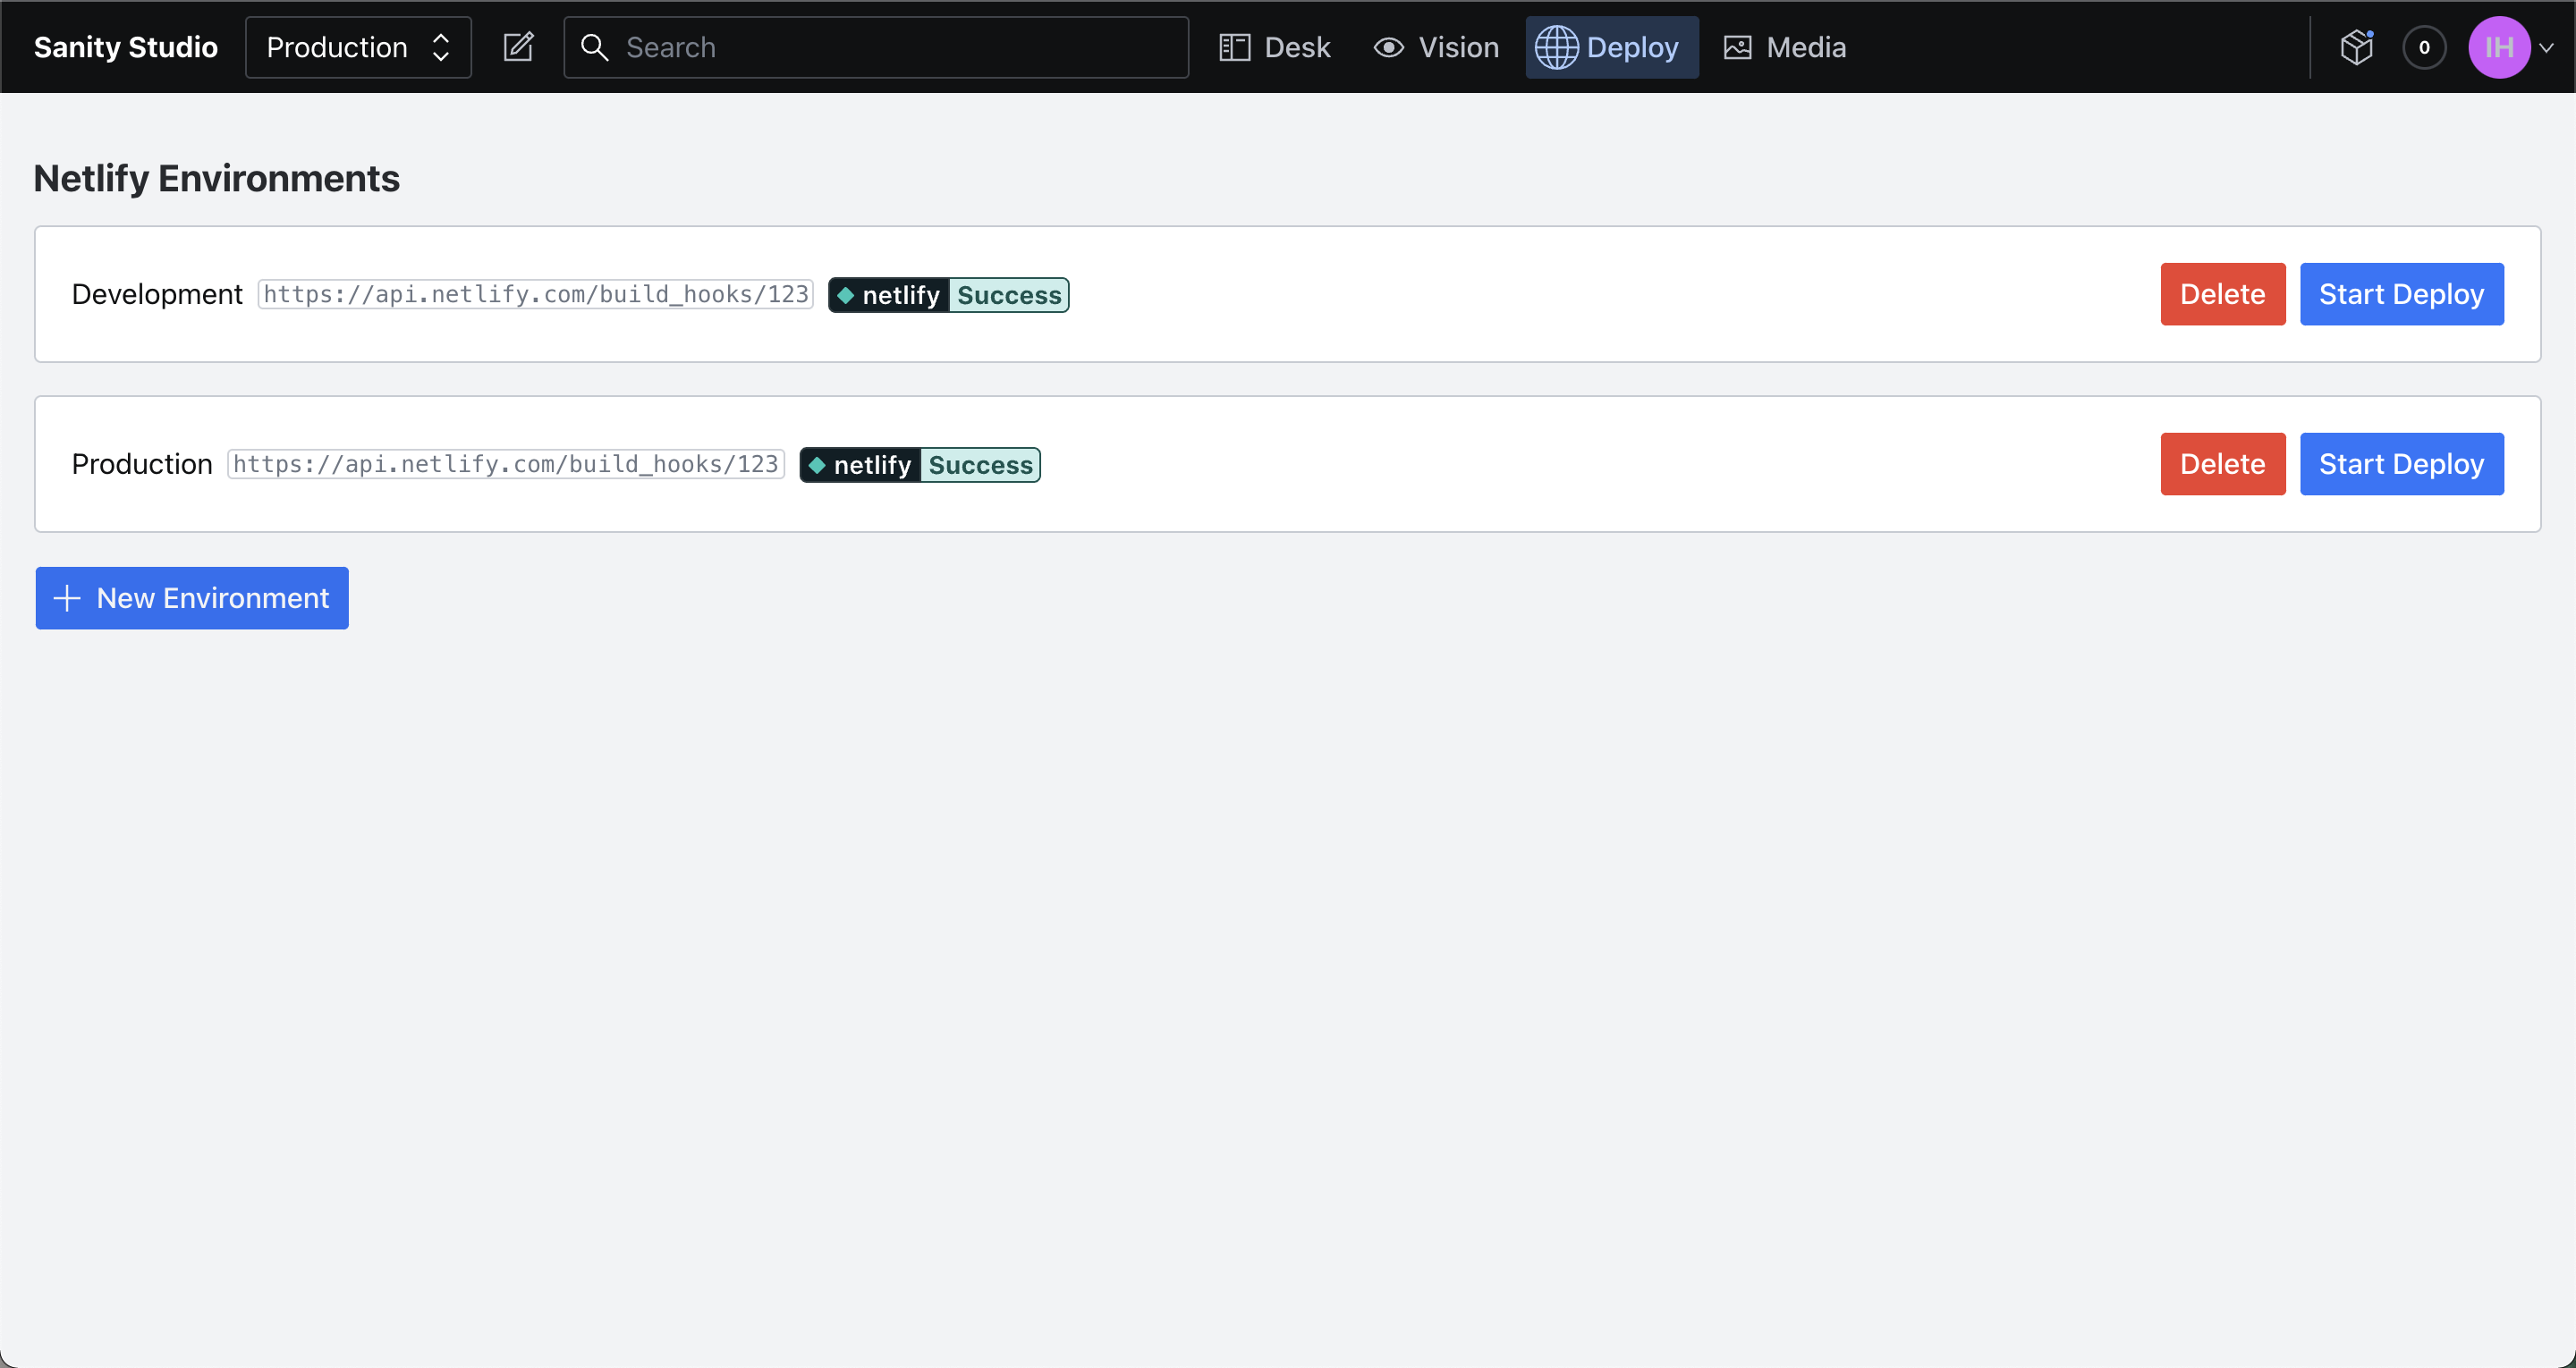 Sanity Studio Production Search Desk Vision Deploy Media 0 IH
Netlify Environments
Development https://api.netlify.com/build_hooks/123 netlify Success Delete Start Deploy
Production https://api.netlify.com/build_hooks/123 netlify Success Delete Start Deploy
New Environment